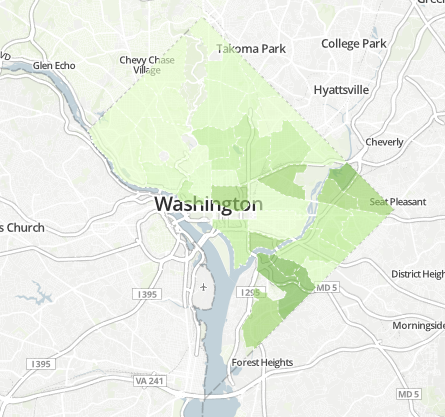 Takoma Park
College Park
Chevy Chase
Village
Glen Echo
Hyattsville
Cheverly
Seat Pleasant
Washington
s Church
District Heigh
I 295
MD 5
I 395
Morningside
Forest Heights
I 395
VA 241
MD 5